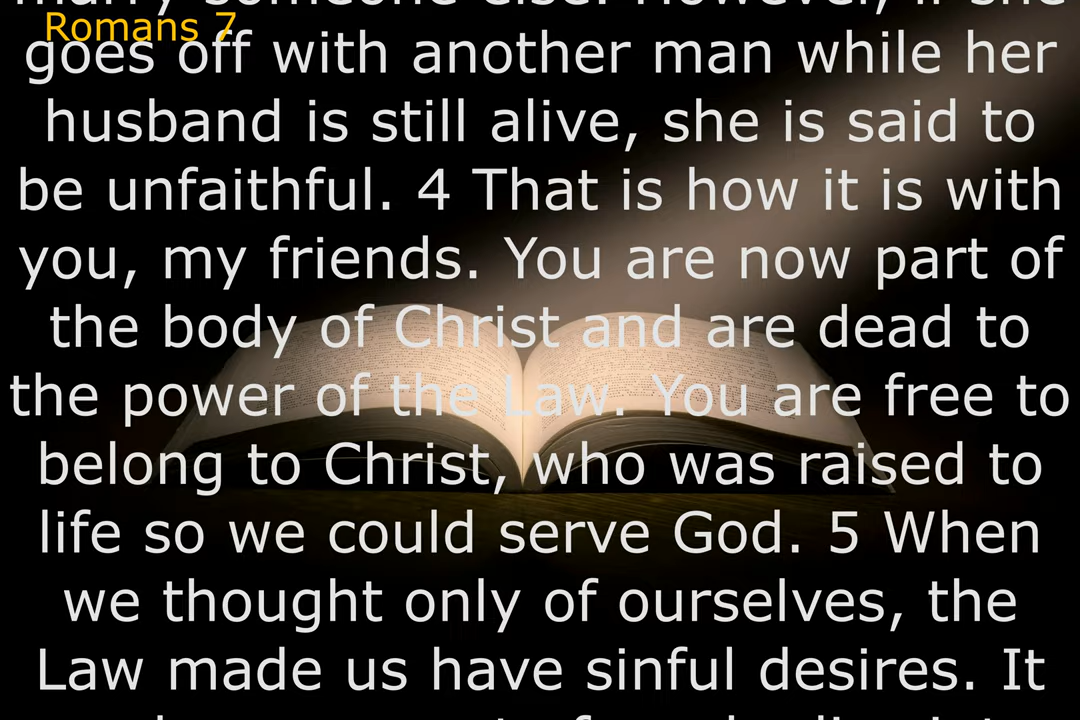 marry someone else. However, if she
Romans 7
goes off with another man while her
husband is still alive, she is said to
be unfaithful. 4 That is how it is with
you, my friends. You are now part of
the body of Christ and are dead to
the power of the Law. You are free to
belong to Christ, who was raised to
life so we could serve God. 5 When
we thought only of ourselves, the
Law made us have sinful desires. It